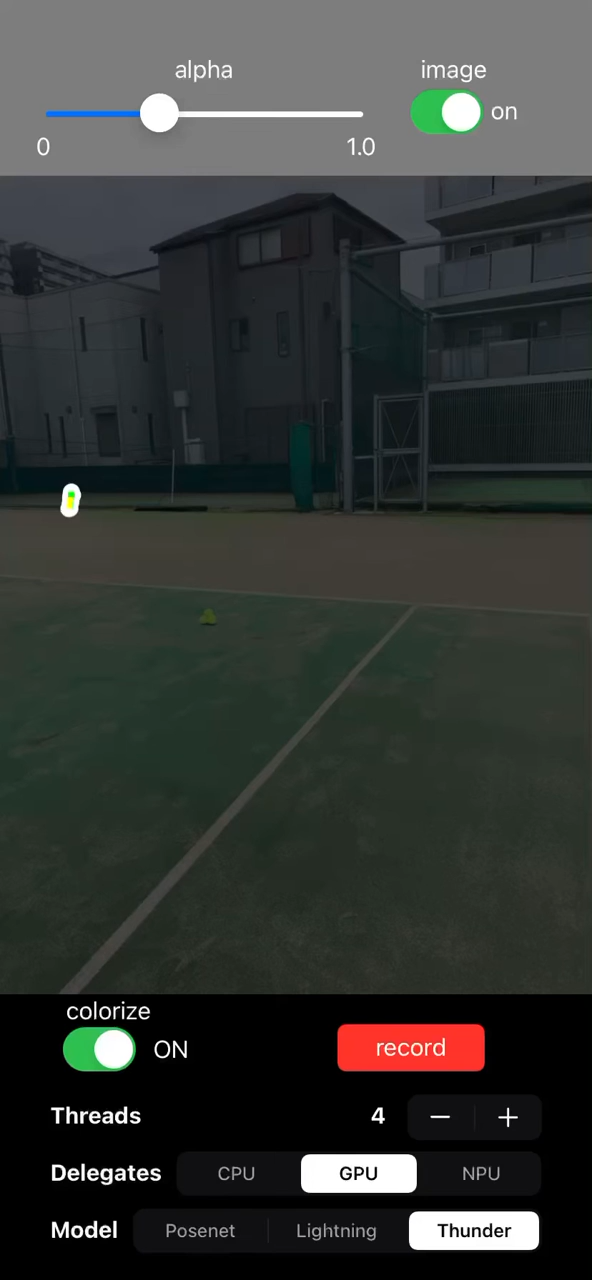 alpha
image
on
0
1.0
colorize
ON
record
Threads
4
Delegates
CPU
GPU
NPU
Model
Posenet
Lightning
Thunder